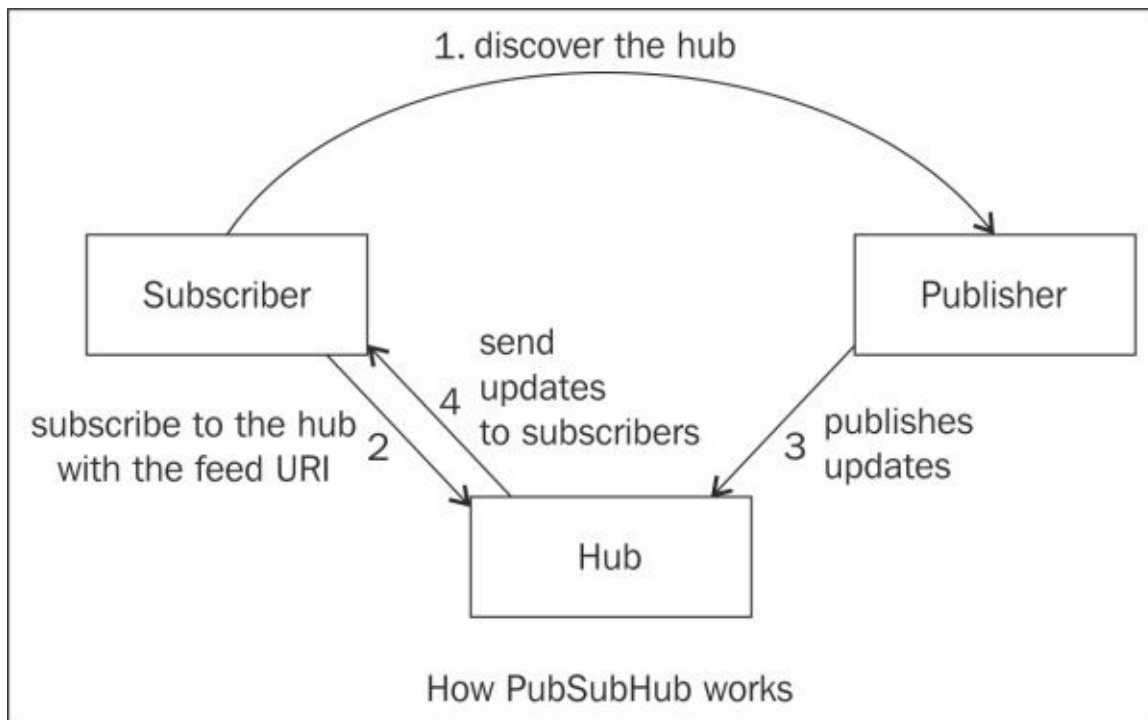 1. discover the hub
Subscriber
Publisher
send
updates
to subscribers
4
subscribe to the hub
with the feed URI
2
3
publishes
updates
Hub
How PubSubHub works